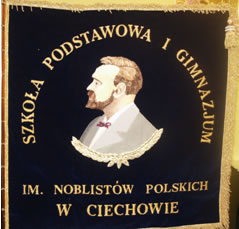 SZKOŁA PODSTAWOWA I GIMNAZJUM
IM. NOBLISTÓW POLSKICH
W CIECHOWIE